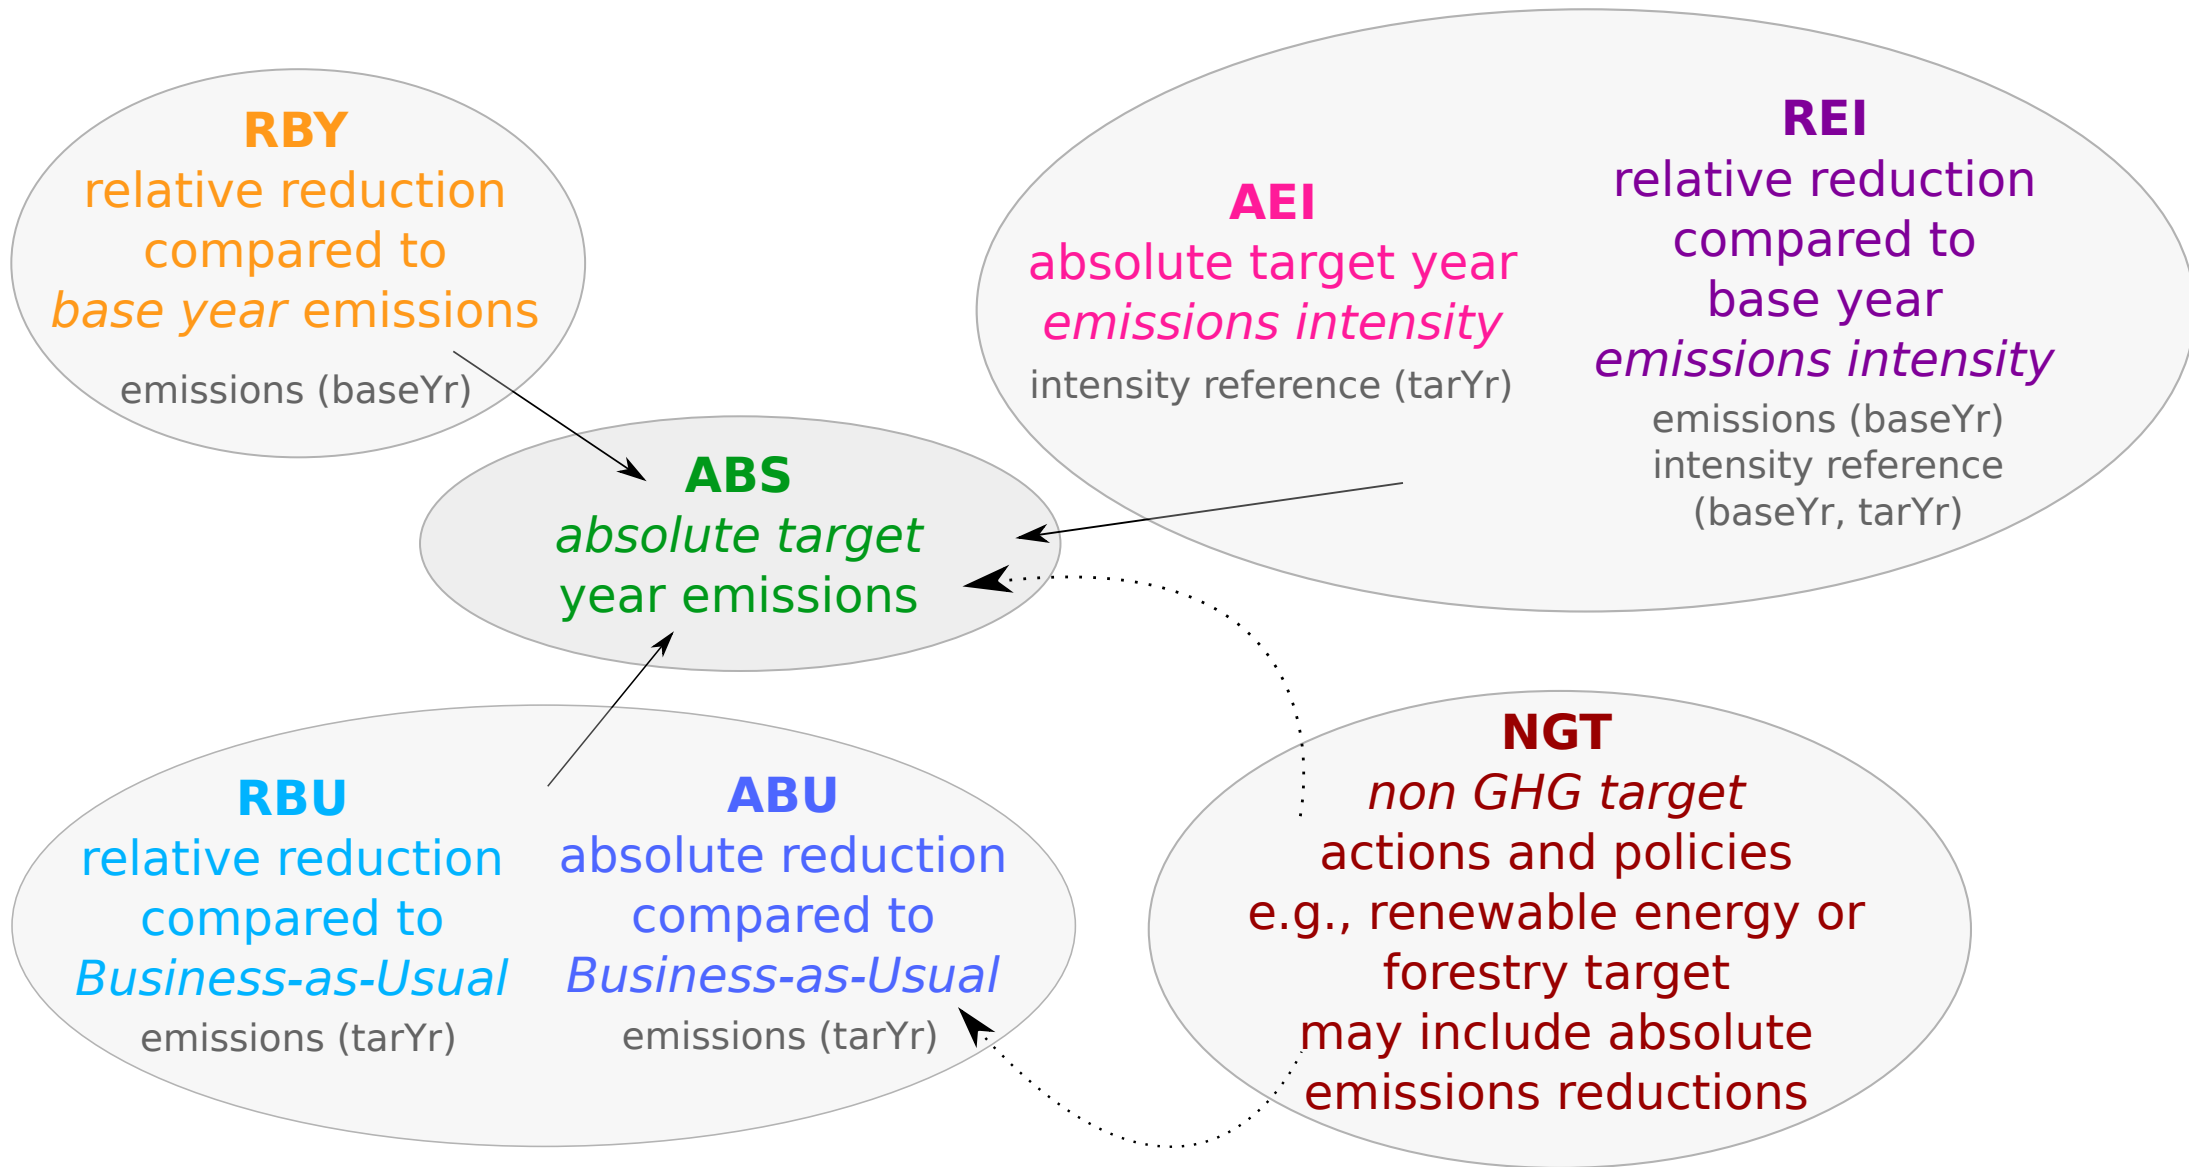 RBY
relative reduction
compared to
base year emissions
emissions (baseYr)
AEI
absolute target year
emissions intensity
intensity reference (tarYr)
REI
relative reduction
compared to
base year
emissions intensity
emissions (baseYr)
intensity reference
(baseYr, tarYr)
ABS
absolute target
year emissions
RBU
relative reduction
compared to
Business-as-Usual
emissions (tarYr)
ABU
absolute reduction
compared to
Business-as-Usual
emissions (tarYr)
NGT
non GHG target
actions and policies
e.g., renewable energy or
forestry target
may include absolute
emissions reductions